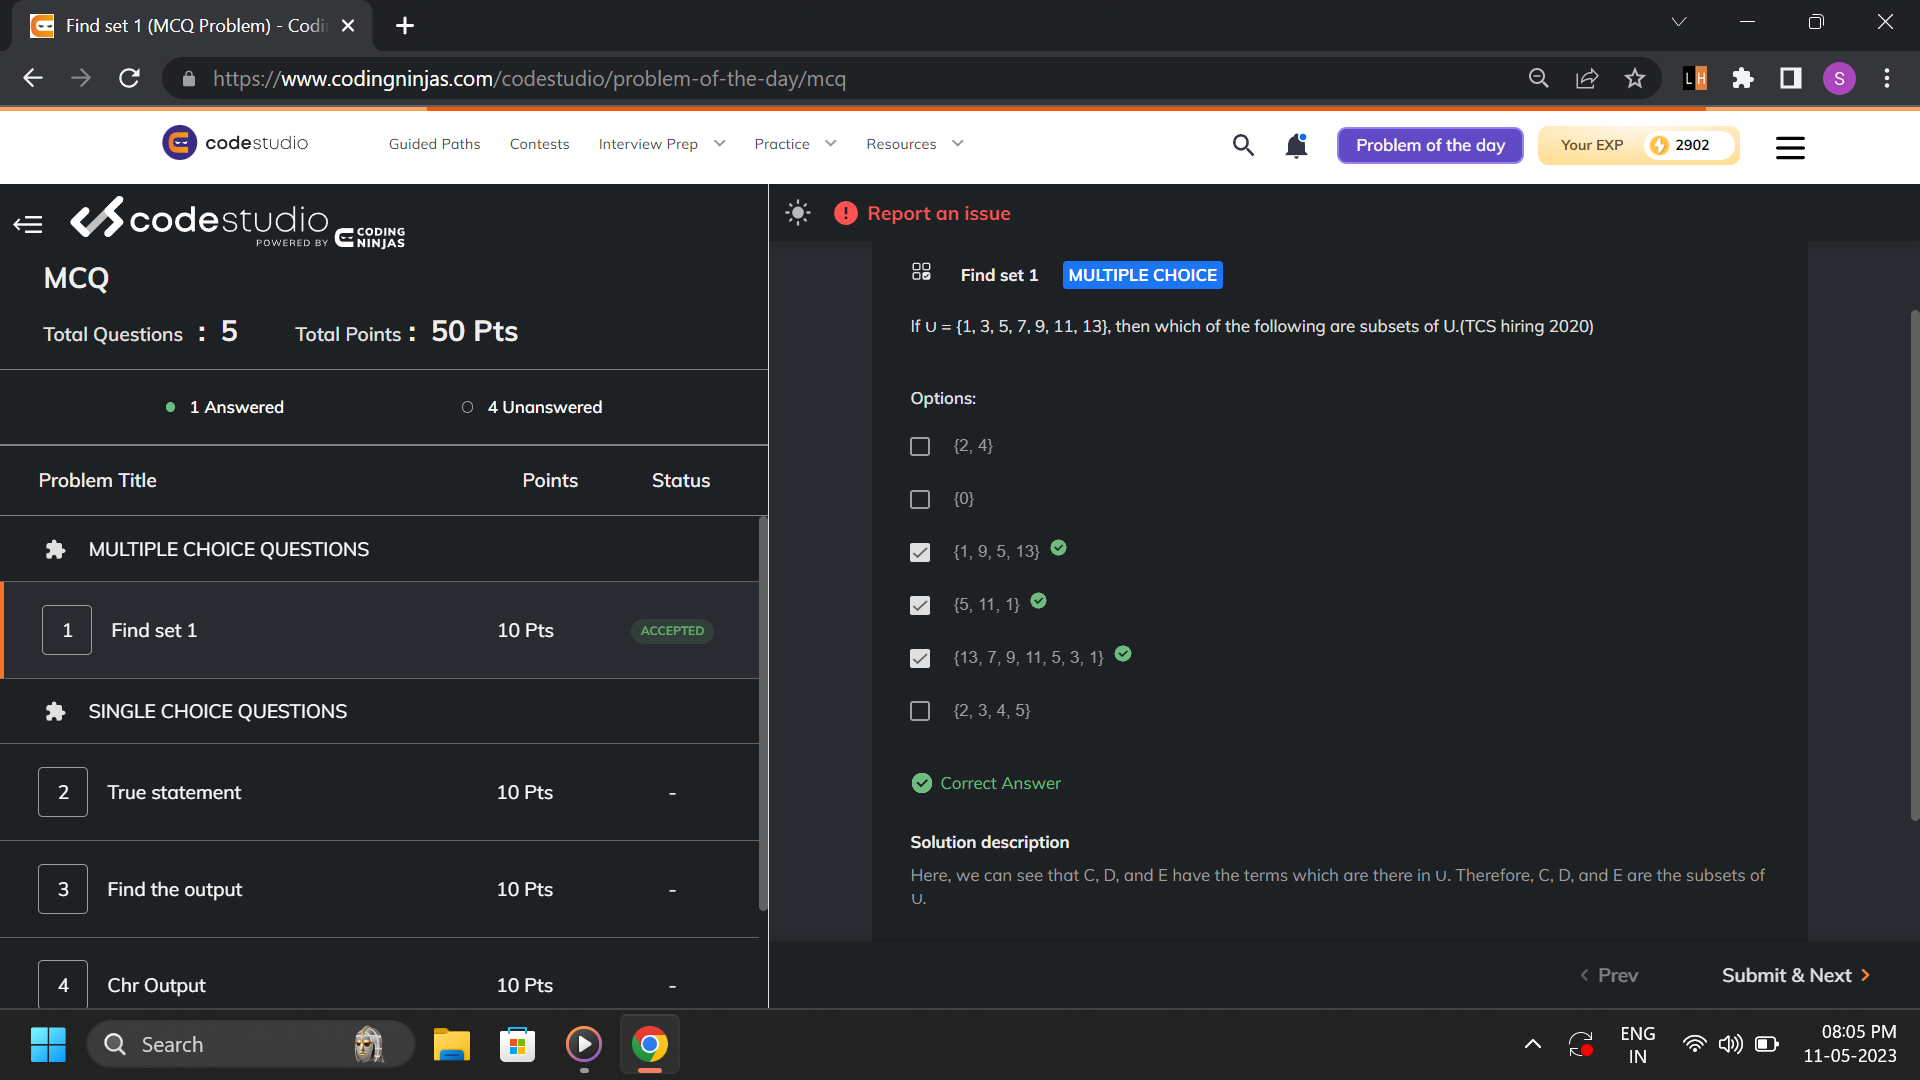 Find set 1 (MCQ Problem) - Codi
https://www.codingninjas.com/codestudio/problem-of-the-day/mcq
LH
S
codestudio
Guided Paths
Contests
Interview Prep
Practice
Resources
Problem of the day
Your EXP
2902
codestudio
POWERED BY CODING NINJAS
MCQ
Total Questions : 5
Total Points : 50 Pts
1 Answered
4 Unanswered
Problem Title
Points
Status
MULTIPLE CHOICE QUESTIONS
1
Find set 1
10 Pts
ACCEPTED
SINGLE CHOICE QUESTIONS
2
True statement
10 Pts
-
3
Find the output
10 Pts
-
4
Chr Output
10 Pts
-
Report an issue
Find set 1
MULTIPLE CHOICE
If ∪ = {1, 3, 5, 7, 9, 11, 13}, then which of the following are subsets of U.(TCS hiring 2020)
Options:
{2, 4}
{0}
{1, 9, 5, 13}
{5, 11, 1}
{13, 7, 9, 11, 5, 3, 1}
{2, 3, 4, 5}
Correct Answer
Solution description
Here, we can see that C, D, and E have the terms which are there in ∪. Therefore, C, D, and E are the subsets of
∪.
Prev
Submit & Next
Search
ENG
IN
08:05 PM
11-05-2023